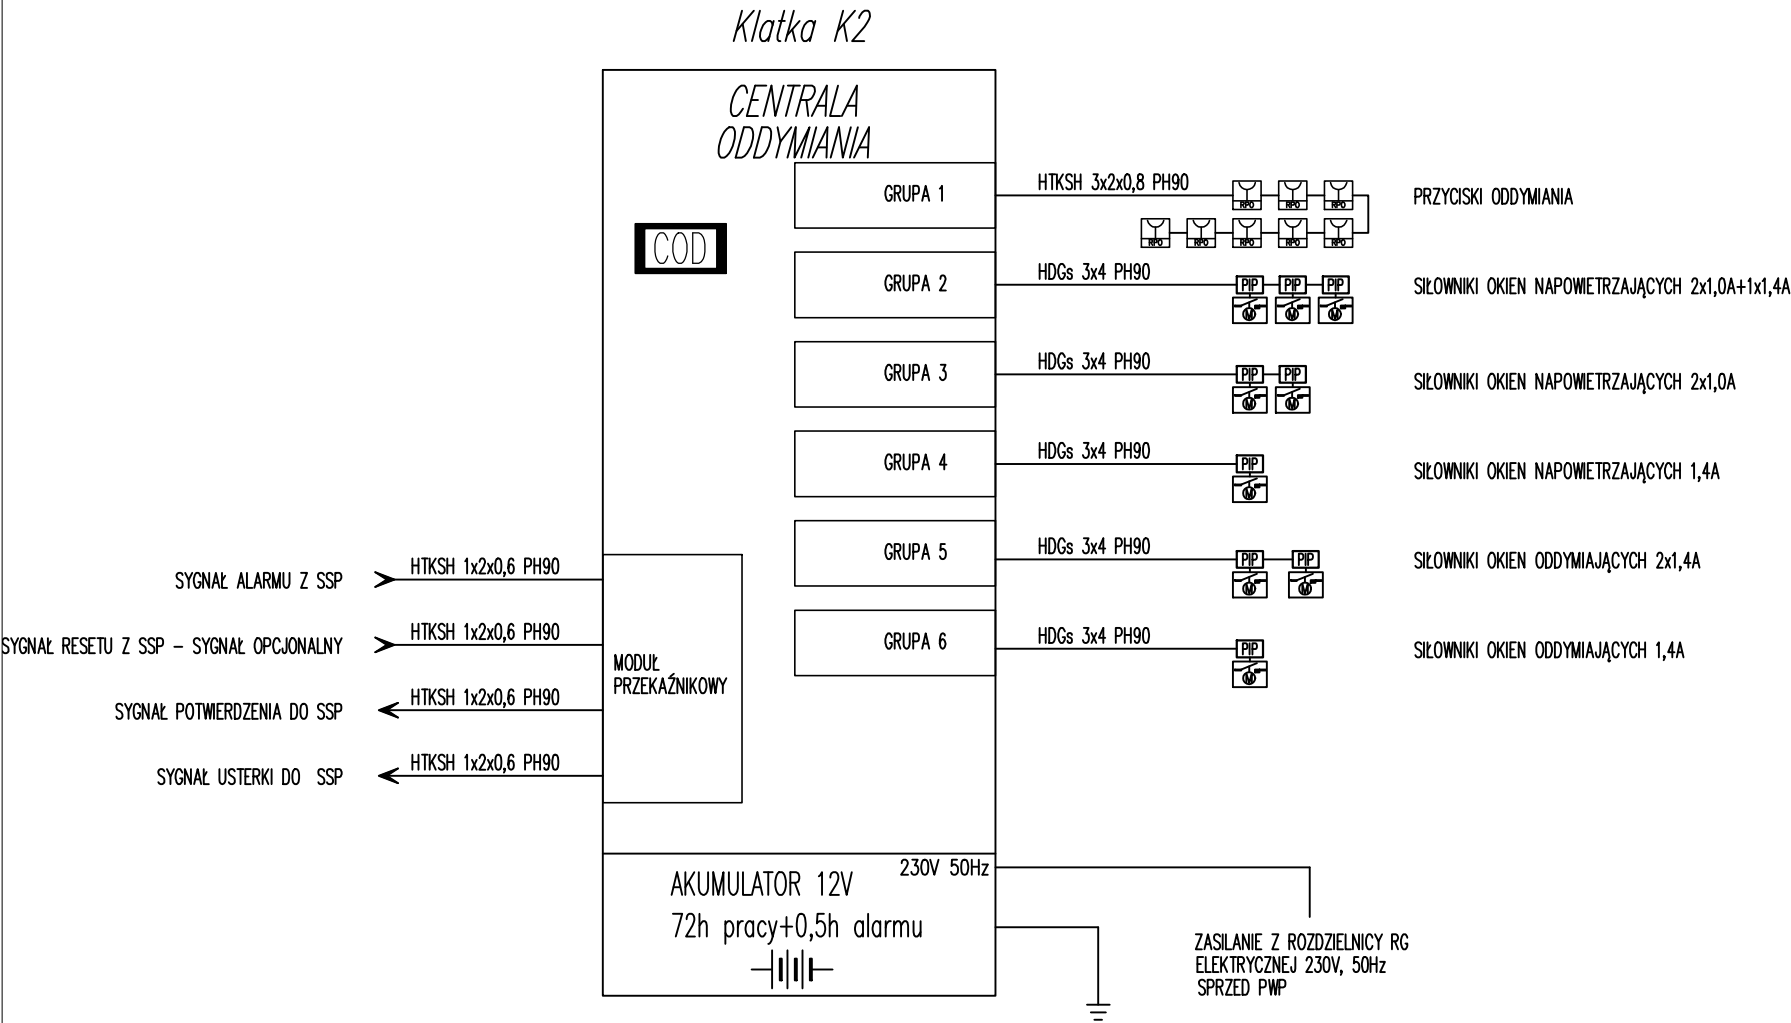 Klatka K2
CENTRALA
ODDYMIANIA
COD
GRUPA 1
HTKSH 3x2x0,8 PH90
RPO RPO RPO
RPO RPO RPO RPO RPO
PRZYCISKI ODDYMIANIA
GRUPA 2
HDGs 3x4 PH90
PIP PIP PIP
M M M
SIŁOWNIKI OKIEN NAPOWIETRZAJĄCYCH 2x1,0A+1x1,4A
GRUPA 3
HDGs 3x4 PH90
PIP PIP
M M
SIŁOWNIKI OKIEN NAPOWIETRZAJĄCYCH 2x1,0A
GRUPA 4
HDGs 3x4 PH90
PIP
M
SIŁOWNIKI OKIEN NAPOWIETRZAJĄCYCH 1,4A
GRUPA 5
HDGs 3x4 PH90
PIP PIP
M M
SIŁOWNIKI OKIEN ODDYMIAJĄCYCH 2x1,4A
GRUPA 6
HDGs 3x4 PH90
PIP
M
SIŁOWNIKI OKIEN ODDYMIAJĄCYCH 1,4A
SYGNAŁ ALARMU Z SSP
HTKSH 1x2x0,6 PH90
SYGNAŁ RESETU Z SSP – SYGNAŁ OPCJONALNY
HTKSH 1x2x0,6 PH90
SYGNAŁ POTWIERDZENIA DO SSP
HTKSH 1x2x0,6 PH90
SYGNAŁ USTERKI DO SSP
HTKSH 1x2x0,6 PH90
MODUŁ
PRZEKAŹNIKOWY
230V 50Hz
AKUMULATOR 12V
72h pracy+0,5h alarmu
ZASILANIE Z ROZDZIELNICY RG
ELEKTRYCZNEJ 230V, 50Hz
SPRZED PWP